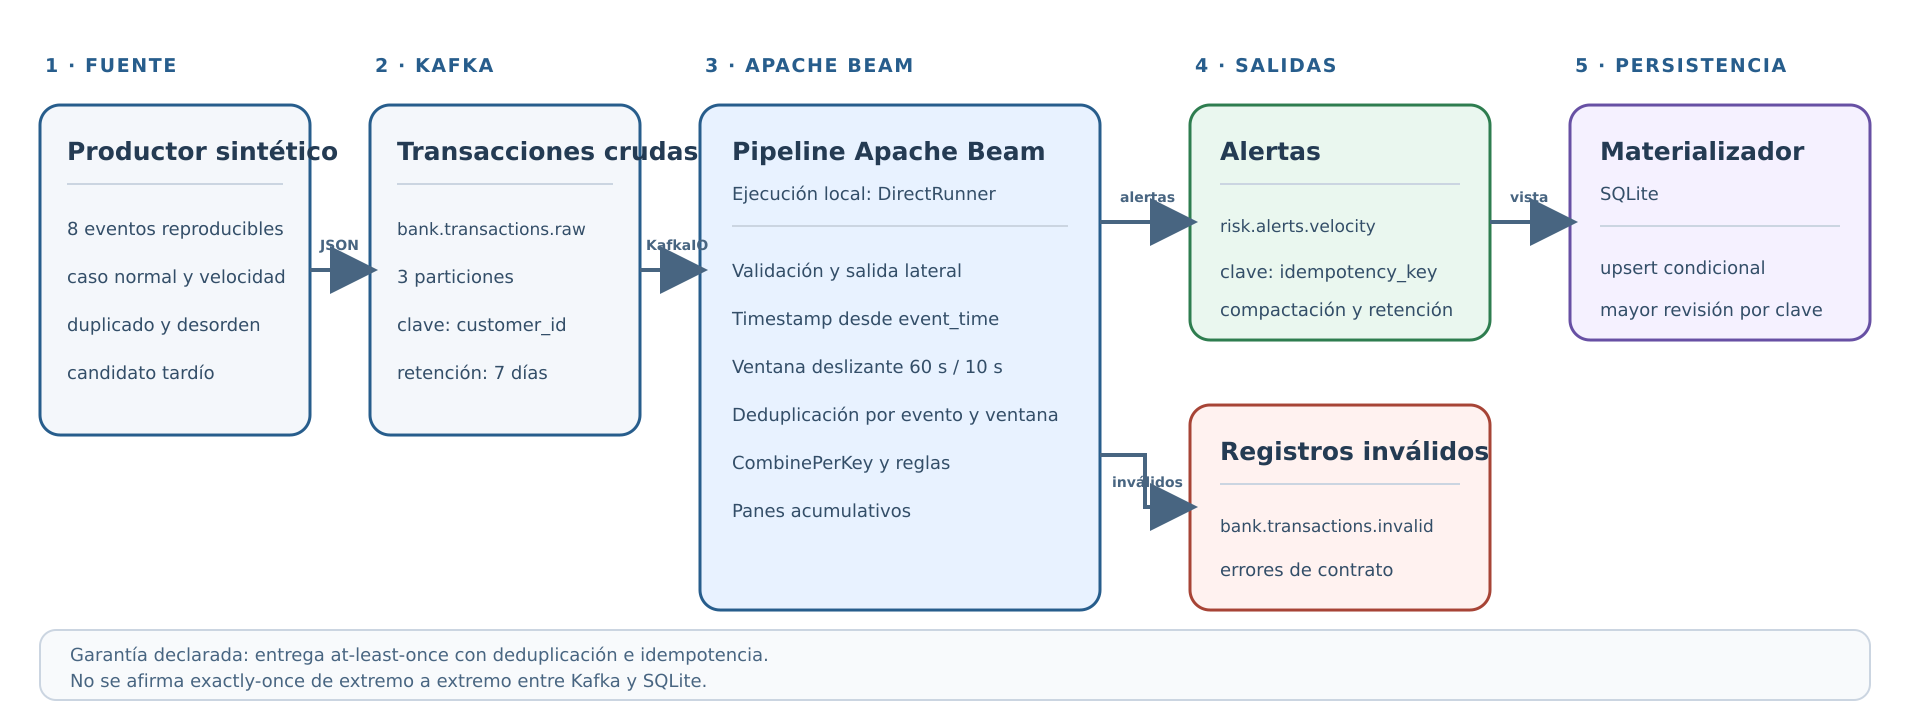 1 · FUENTE
Productor sintético
8 eventos reproducibles
caso normal y velocidad
duplicado y desorden
candidato tardío
JSON
2 · KAFKA
Transacciones crudas
bank.transactions.raw
3 particiones
clave: customer_id
retención: 7 días
KafkaIO
3 · APACHE BEAM
Pipeline Apache Beam
Ejecución local: DirectRunner
Validación y salida lateral
Timestamp desde event_time
Ventana deslizante 60 s / 10 s
Deduplicación por evento y ventana
CombinePerKey y reglas
Panes acumulativos
alertas
inválidos
4 · SALIDAS
Alertas
risk.alerts.velocity
clave: idempotency_key
compactación y retención
Registros inválidos
bank.transactions.invalid
errores de contrato
vista
5 · PERSISTENCIA
Materializador
SQLite
upsert condicional
mayor revisión por clave
Garantía declarada: entrega at-least-once con deduplicación e idempotencia.
No se afirma exactly-once de extremo a extremo entre Kafka y SQLite.